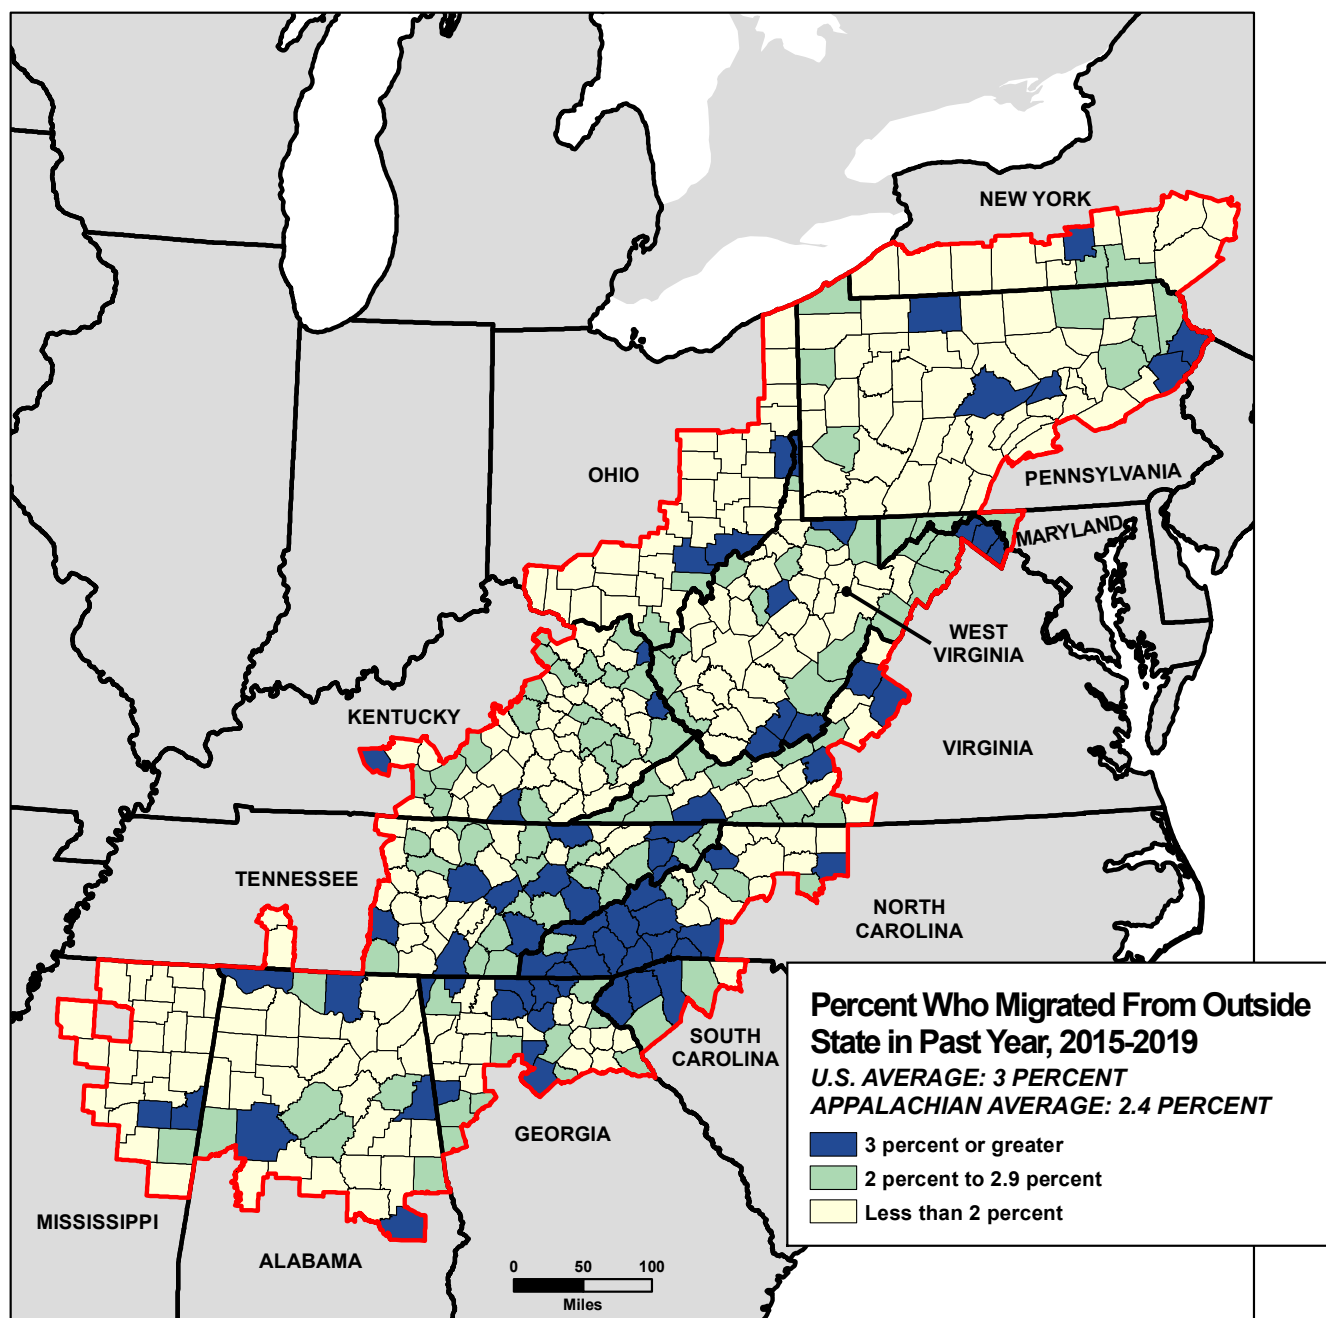 NEW YORK
OHIO
PENNSYLVANIA
MARYLAND
WEST
VIRGINIA
KENTUCKY
VIRGINIA
TENNESSEE
NORTH
CAROLINA
Percent Who Migrated From Outside
State in Past Year, 2015-2019
U.S. AVERAGE: 3 PERCENT
APPALACHIAN AVERAGE: 2.4 PERCENT
3 percent or greater
2 percent to 2.9 percent
Less than 2 percent
SOUTH
CAROLINA
GEORGIA
MISSISSIPPI
ALABAMA
0 50 100
Miles